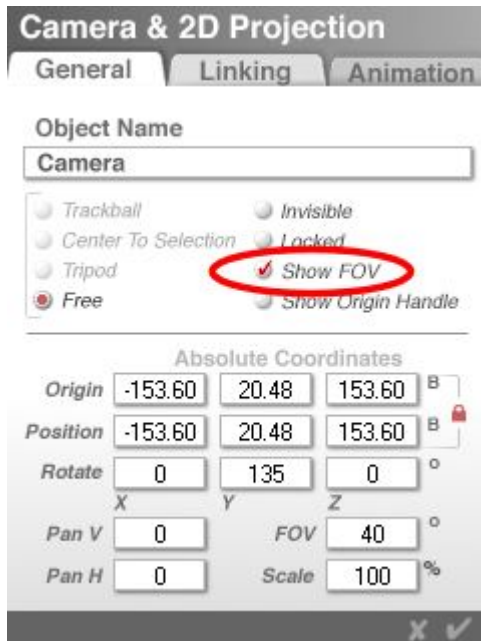 Camera & 2D Projection
General Linking Animation
Object Name
Camera
Trackball Invisible
Center To Selection Locked
Tripod Show FOV
Free Show Origin Handle
Absolute Coordinates
Origin -153.60 20.48 153.60 B
Position -153.60 20.48 153.60 B
Rotate 0 135 0 °
X Y Z
Pan V 0 FOV 40 °
Pan H 0 Scale 100 %